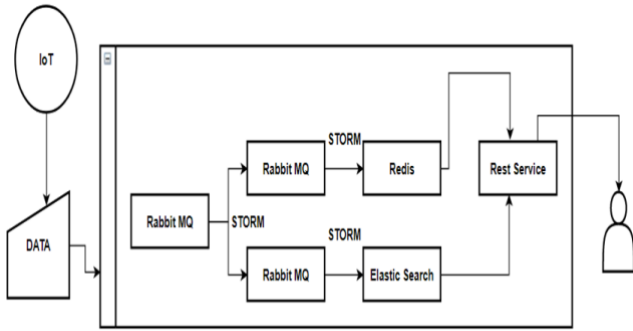 IoT
STORM
Rabbit MQ
Redis
Rest Service
Rabbit MQ
STORM
DATA
STORM
Rabbit MQ
Elastic Search